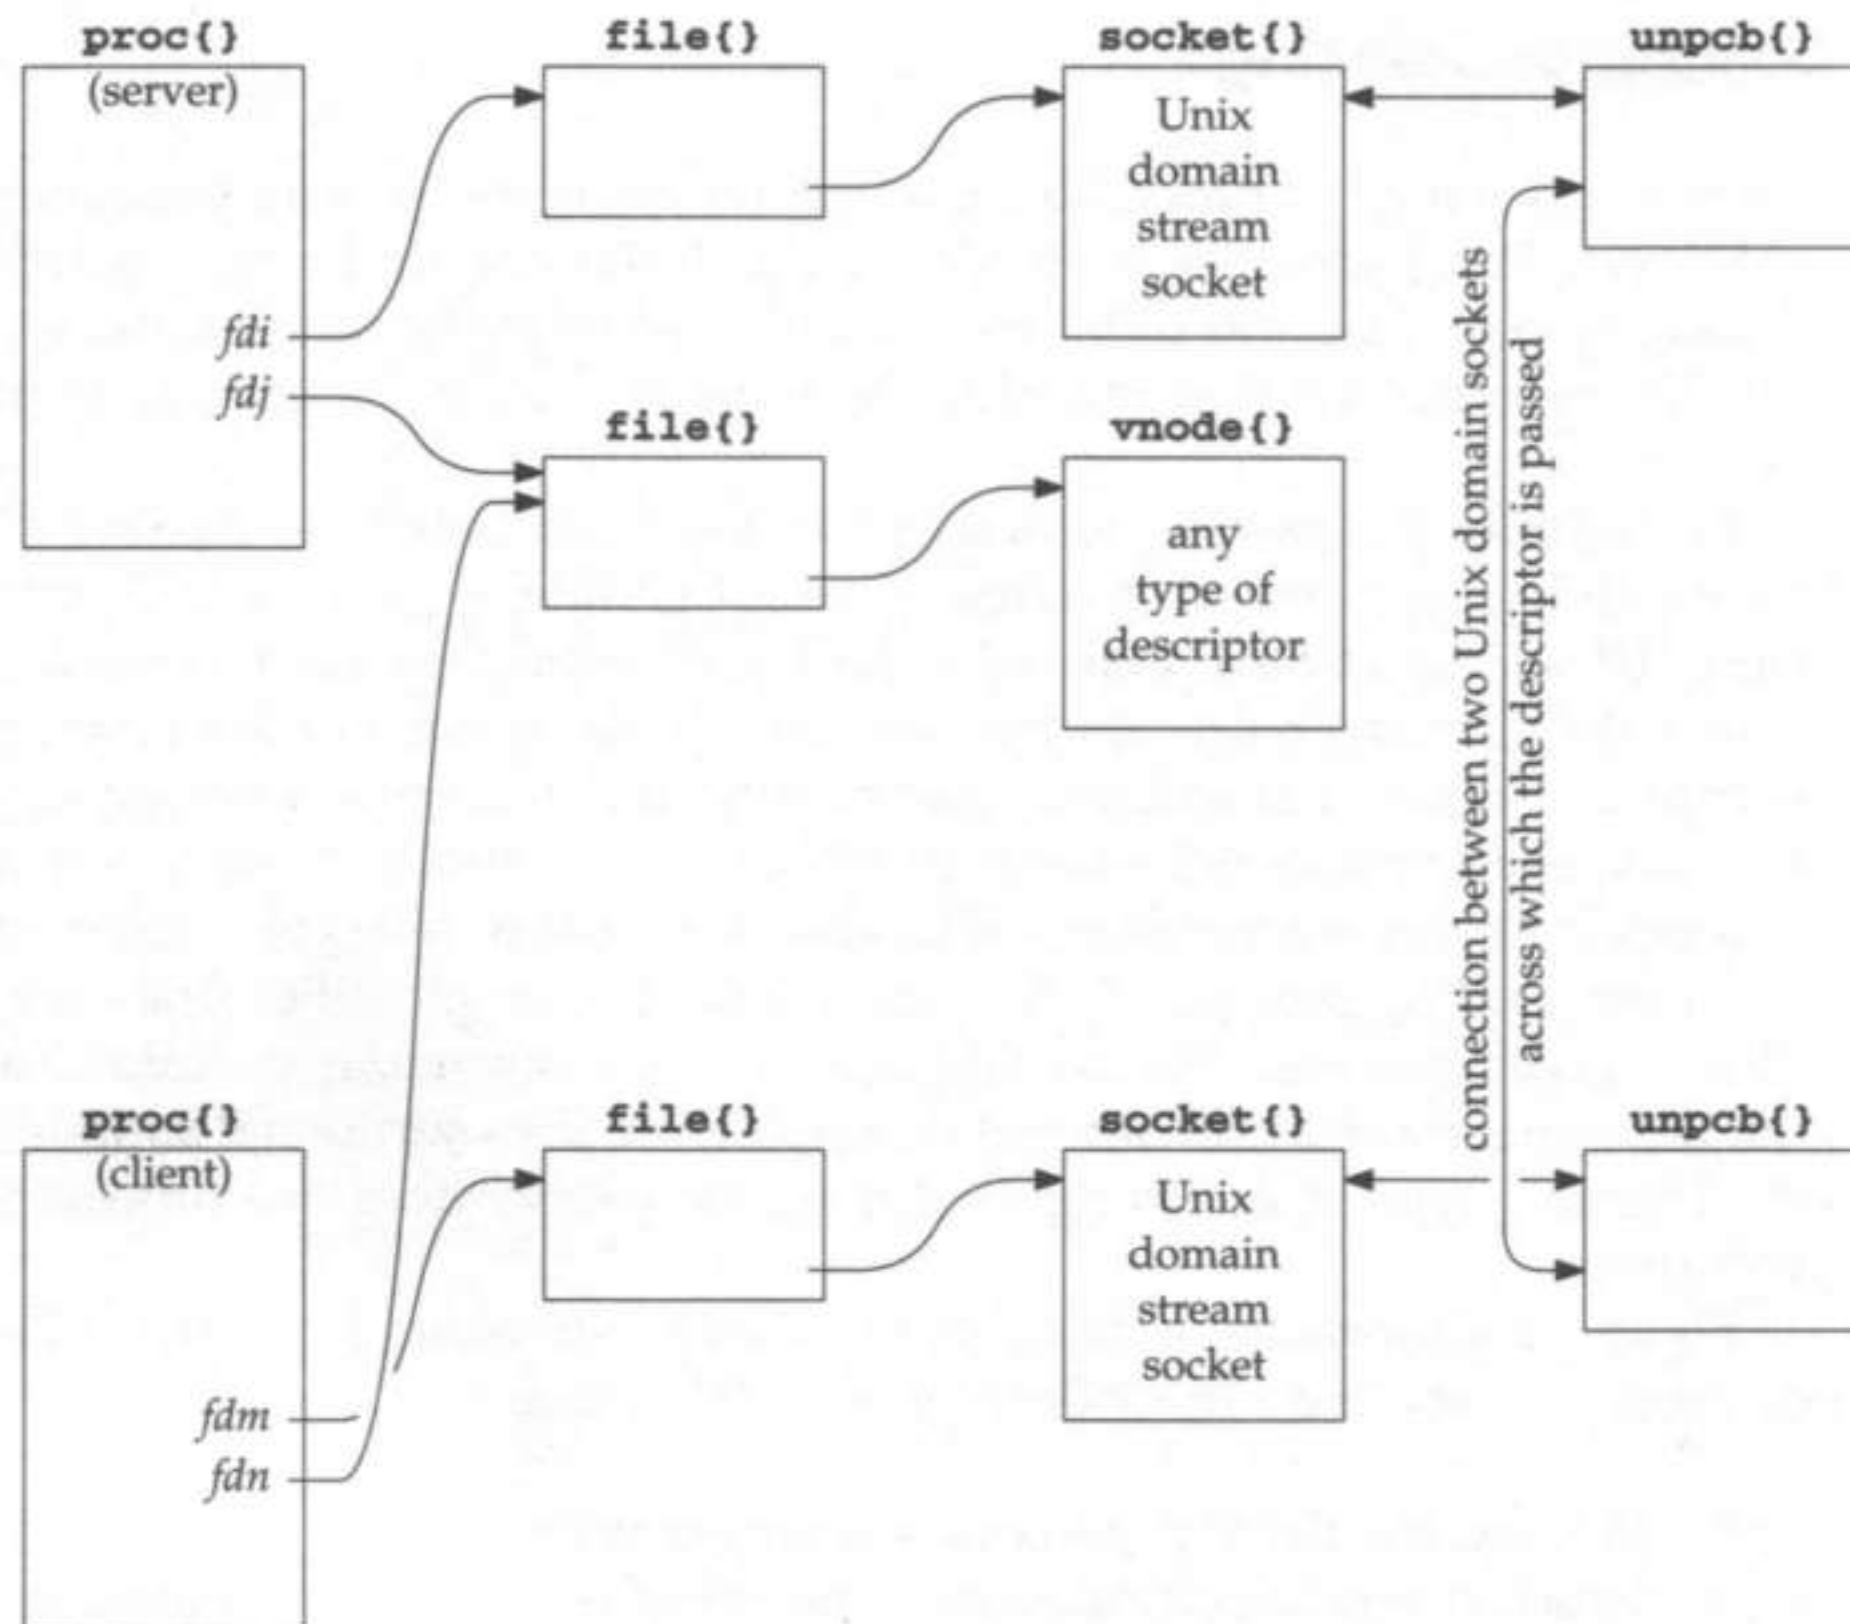 proc{}
file{}
socket{}
unpcb{}
(server)
Unix
domain
stream
socket
fdi
fdj
file{}
vnode{}
any
type of
descriptor
connection between two Unix domain sockets
across which the descriptor is passed
proc{}
file{}
socket{}
unpcb{}
(client)
Unix
domain
stream
socket
fdm
fdn